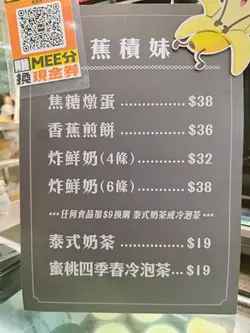 賺MEE分
換現金券
蕉積妹
焦糖燉蛋 $38
香蕉煎餅 $36
炸鮮奶(4條) $32
炸鮮奶(6條) $38
***任何食品加$9換購 泰式奶茶或冷泡茶***
泰式奶茶 $19
蜜桃四季春冷泡茶...$19